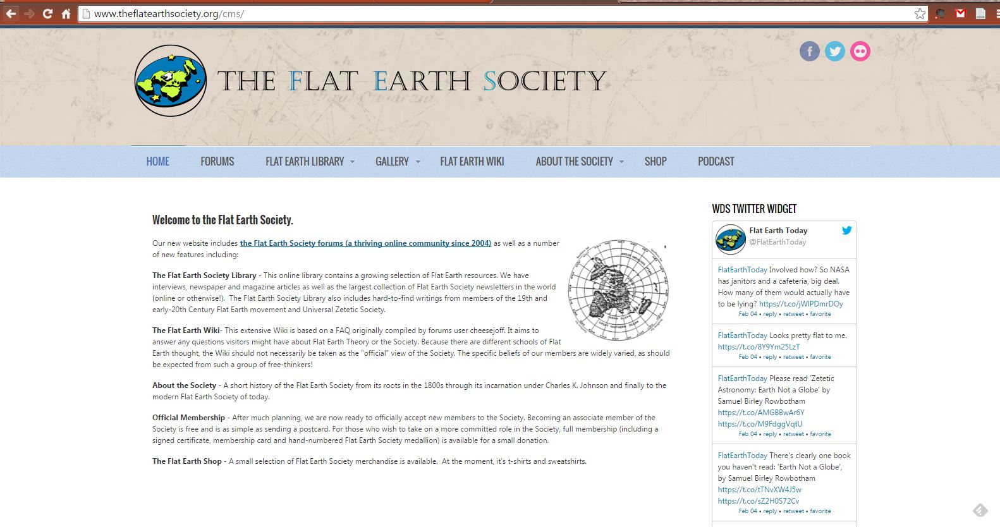 www.theflatearthsociety.org/cms/
THE FLAT EARTH SOCIETY
HOME
FORUMS
FLAT EARTH LIBRARY
GALLERY
FLAT EARTH WIKI
ABOUT THE SOCIETY
SHOP
PODCAST
Welcome to the Flat Earth Society.
Our new website includes the Flat Earth Society forums (a thriving online community since 2004) as well as a number
of new features including:
The Flat Earth Society Library - This online library contains a growing selection of Flat Earth resources. We have
interviews, newspaper and magazine articles as well as the largest collection of Flat Earth Society newsletters in the world
(online or otherwise!). The Flat Earth Society Library also includes hard-to-find writings from members of the 19th and
early-20th Century Flat Earth movement and Universal Zetetic Society.
The Flat Earth Wiki- This extensive Wiki is based on a FAQ originally compiled by forums user cheesejoff. It aims to
answer any questions visitors might have about Flat Earth Theory or the Society. Because there are different schools of Flat
Earth thought, the Wiki should not necessarily be taken as the "official" view of the Society. The specific beliefs of our members are widely varied, as should
be expected from such a group of free-thinkers!
About the Society - A short history of the Flat Earth Society from its roots in the 1800s through its incarnation under Charles K. Johnson and finally to the
modern Flat Earth Society of today.
Official Membership - After much planning, we are now ready to officially accept new members to the Society. Becoming an associate member of the
Society is free and is as simple as sending a postcard. For those who wish to take on a more committed role in the Society, full membership (including a
signed certificate, membership card and hand-numbered Flat Earth Society medallion) is available for a small donation.
The Flat Earth Shop - A small selection of Flat Earth Society merchandise is available. At the moment, it's t-shirts and sweatshirts.
WDS TWITTER WIDGET
Flat Earth Today
@FlatEarthToday
FlatEarthToday Involved how? So NASA
has janitors and a cafeteria, big deal.
How many of them would actually have
to be lying? https://t.co/jWIPDmrDOy
Feb 04 • reply • retweet • favorite
FlatEarthToday Looks pretty flat to me.
https://t.co/8Y9Ym25LzT
Feb 04 • reply • retweet • favorite
FlatEarthToday Please read 'Zetetic
Astronomy: Earth Not a Globe' by
Samuel Birley Rowbotham
https://t.co/AMGBBwAr6Y
https://t.co/M9FdggVqtU
Feb 04 • reply • retweet • favorite
FlatEarthToday There's clearly one book
you haven't read: 'Earth Not a Globe',
by Samuel Birley Rowbotham
https://t.co/tTNvXW4J5w
https://t.co/sZ2H0S72Cv
Feb 04 • reply • retweet • favorite